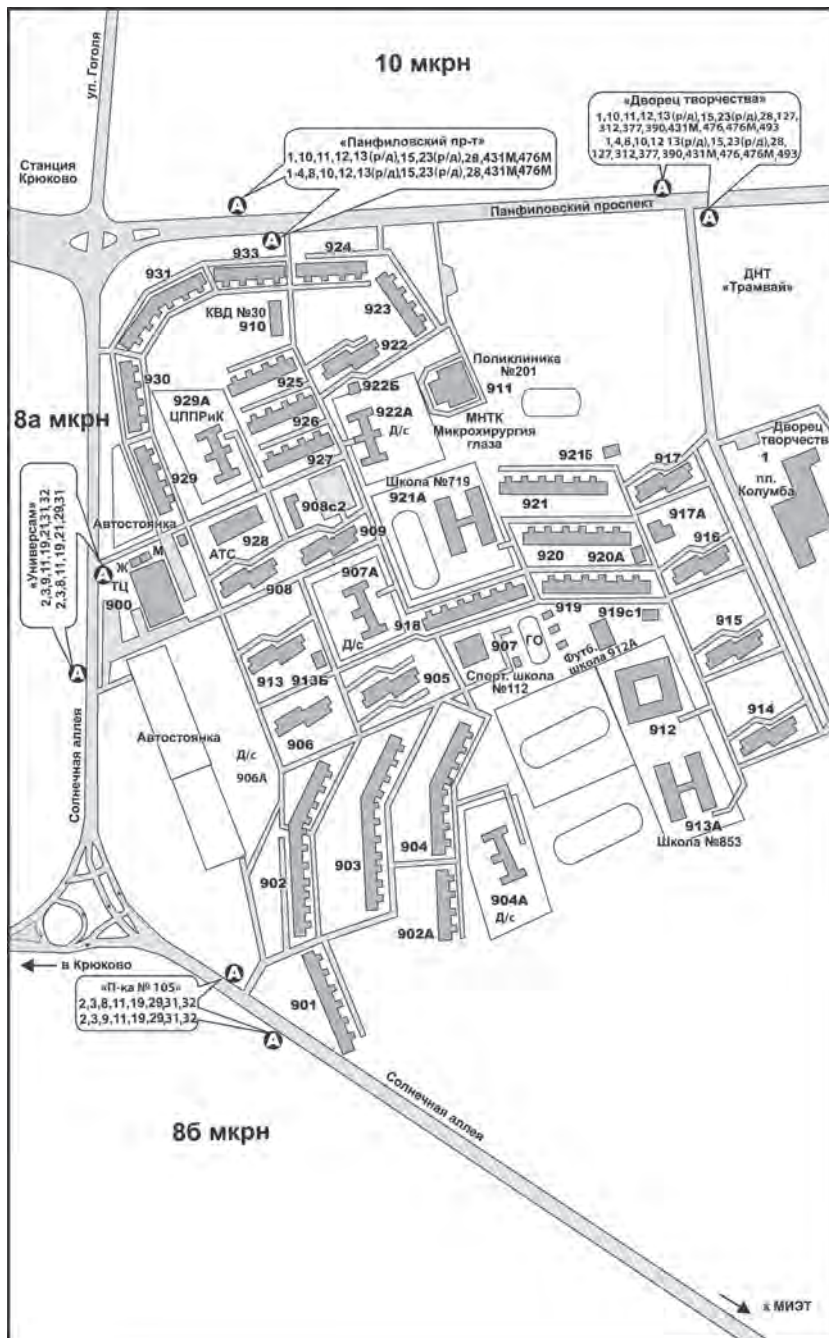 10 мкрн
ул. Гоголя
«Дворец творчества»
1,10,11,12,13(р/д),15,23(р/д),28,127,
312,377,390,431М,476,476М,493
1,4,8,10,12 13(р/д),15,23(р/д),28,
127,312,377,390,431М,476,476М,493
«Панфиловский пр-т»
1,10,11,12,13(р/д),15,23(р/д),28,431М,476М
1-4,8,10,12,13(р/д),15,23(р/д),28,431М,476М
Станция
Крюково
А
А
А
А
Панфиловский проспект
933
924
931
ДНТ
«Трамвай»
923
КВД №30
910
922
Поликлиника
№201
911
930
929А
ЦППРиК
925
922Б
922А
Д/с
МНТК
Микрохирургия
глаза
926
8а мкрн
927
Дворец
творчества
1
пл.
Колумба
921Б
917
929
Школа №719
921А
921
908с2
917А
Автостоянка
«Универсам»
2,3,9,11,19,21,31,32
2,3,8,11,19,21,29,31
928
АТС
909
920
920А
916
М
Ж
А
ТЦ
900
908
907А
Д/с
918
919
919с1
915
907
ГО
Футб.
школа 912А
913
913Б
905
Спорт. школа
№112
А
912
914
906
Автостоянка
Д/с
906А
Солнечная аллея
913А
Школа №853
904
903
902
904А
Д/с
902А
в Крюково
А
«П-ка № 105»
2,3,8,11,19,29,31,32
2,3,9,11,19,29,31,32
901
А
Солнечная аллея
8б мкрн
к МИЭТ